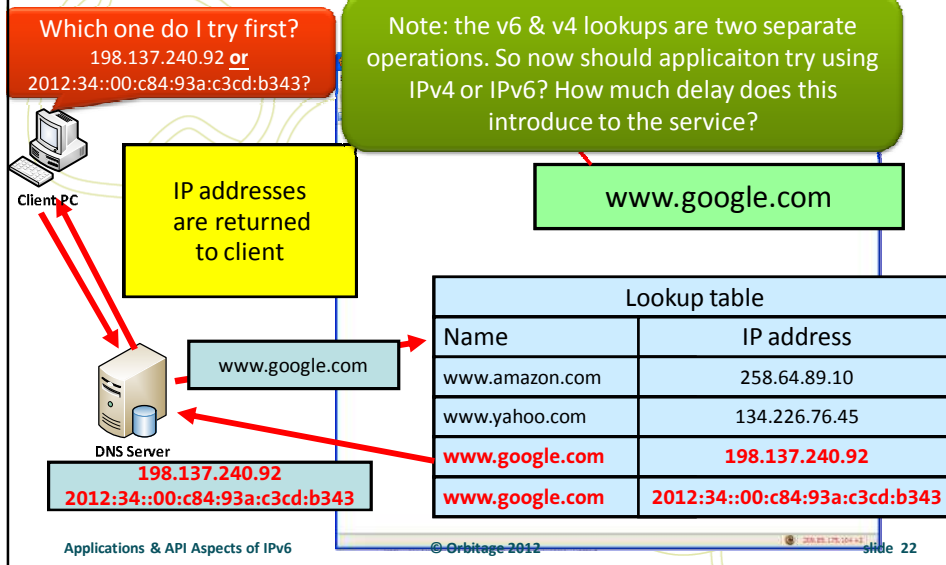 Which one do I try first?
198.137.240.92 or
2012:34::00:c84:93a:c3cd:b343?
Note: the v6 & v4 lookups are two separate
operations. So now should applicaiton try using
IPv4 or IPv6? How much delay does this
introduce to the service?
Client PC
IP addresses
are returned
to client
www.google.com
Lookup table
Name IP address
www.amazon.com 258.64.89.10
www.yahoo.com 134.226.76.45
www.google.com 198.137.240.92
www.google.com 2012:34::00:c84:93a:c3cd:b343
www.google.com
DNS Server
198.137.240.92
2012:34::00:c84:93a:c3cd:b343
Applications & API Aspects of IPv6
© Orbitage 2012
slide 22